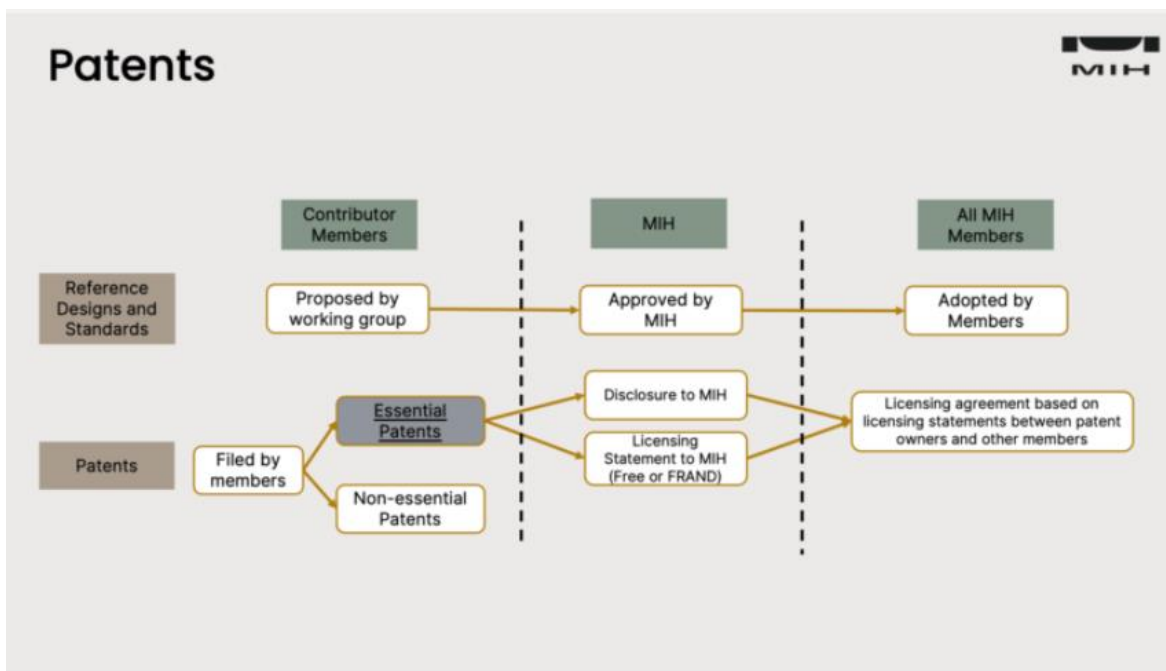 Patents
MIH
Contributor
Members
MIH
All MIH
Members
Reference
Designs and
Standards
Proposed by
working group
Approved by
MIH
Adopted by
Members
Patents
Filed by
members
Essential
Patents
Non-essential
Patents
Disclosure to MIH
Licensing
Statement to MIH
(Free or FRAND)
Licensing agreement based on
licensing statements between patent
owners and other members